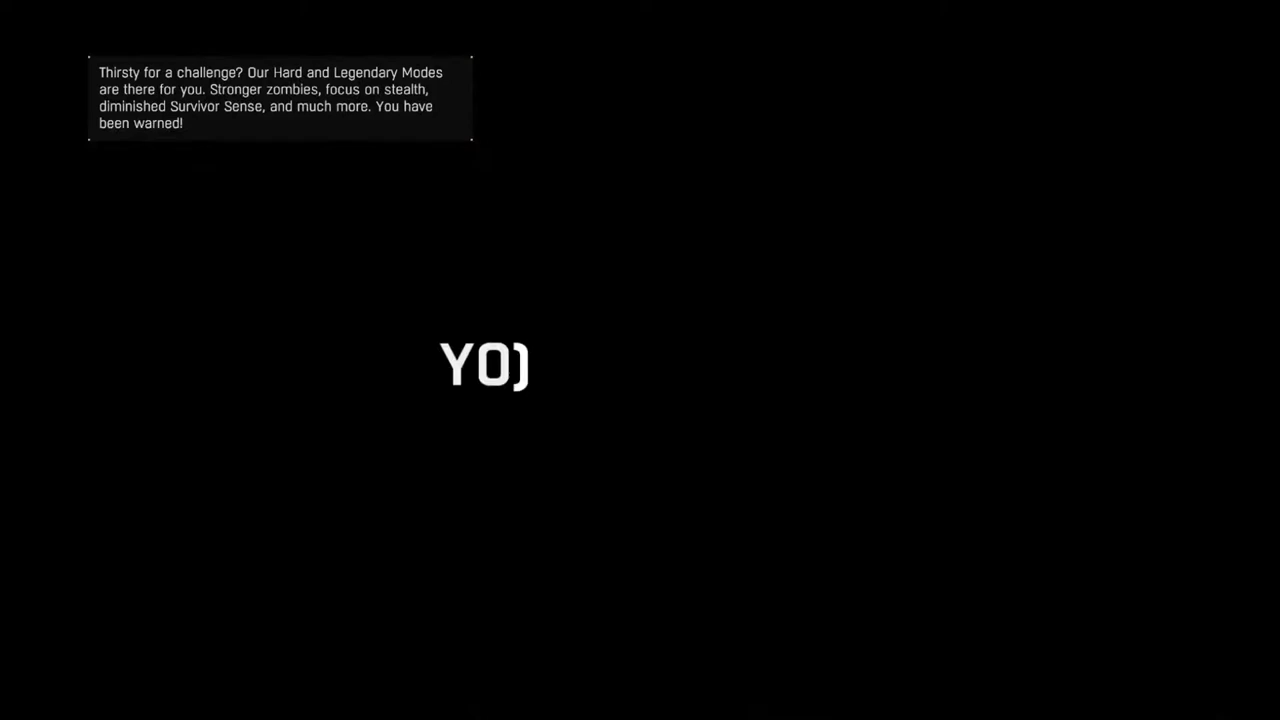 Thirsty for a challenge? Our Hard and Legendary Modes
are there for you. Stronger zombies, focus on stealth,
diminished Survivor Sense, and much more. You have
been warned!
YO)